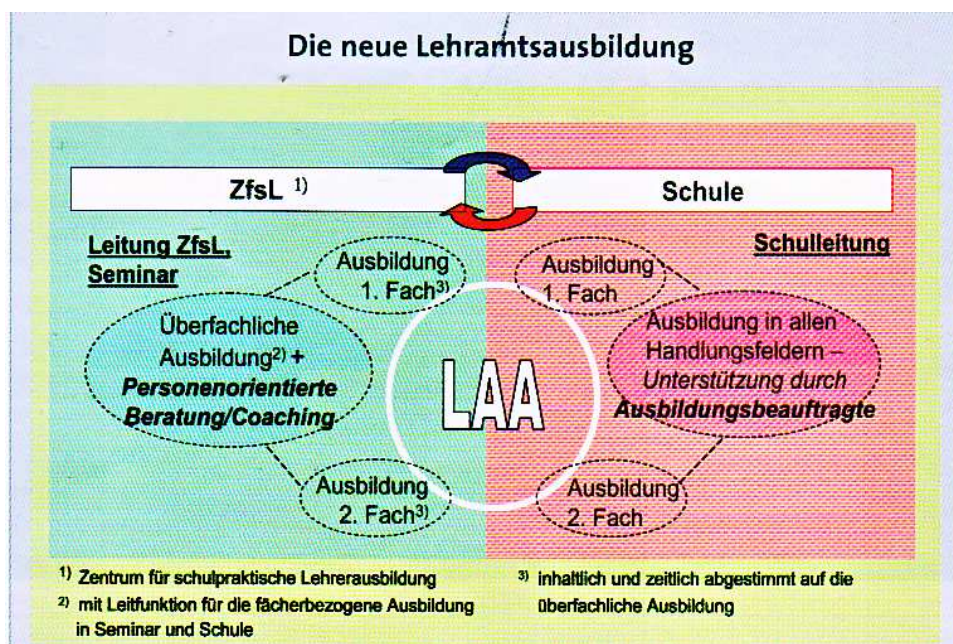 Die neue Lehramtsausbildung
ZfsL 1)
Schule
Leitung ZfsL,
Seminar
Ausbildung
1. Fach3)
Überfachliche
Ausbildung2) +
Personenorientierte
Beratung/Coaching
Ausbildung
2. Fach3)
LAA
Schulleitung
Ausbildung
1. Fach
Ausbildung in allen
Handlungsfeldern –
Unterstützung durch
Ausbildungsbeauftragte
Ausbildung
2. Fach
1) Zentrum für schulpraktische Lehrerausbildung
2) mit Leitfunktion für die fächerbezogene Ausbildung
in Seminar und Schule
3) inhaltlich und zeitlich abgestimmt auf die
überfachliche Ausbildung